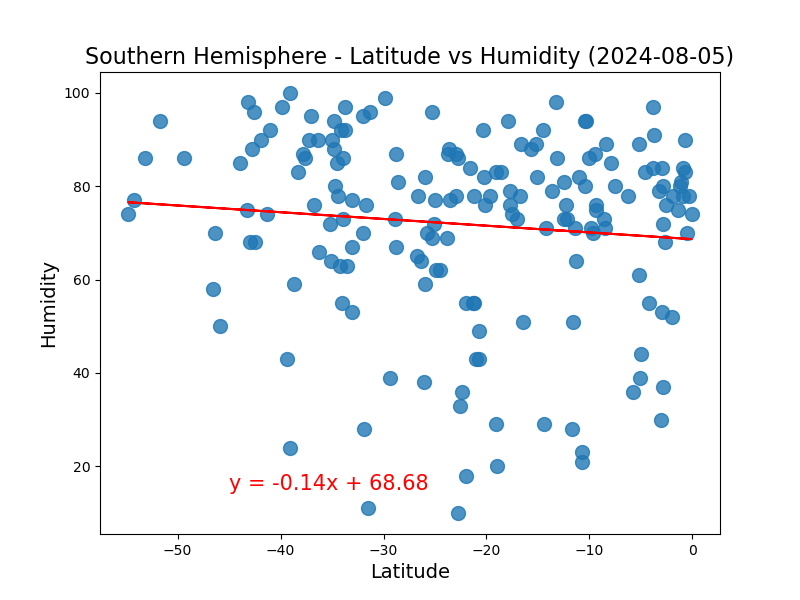 Southern Hemisphere - Latitude vs Humidity (2024-08-05)
Humidity
100
80
60
40
20
y = -0.14x + 68.68
−50 −40 −30 −20 −10 0
Latitude